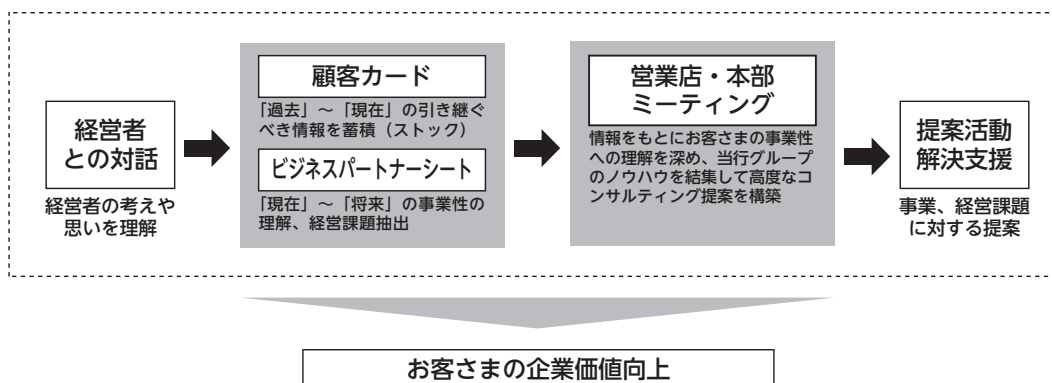 経営者
との対話
経営者の考えや
思いを理解
顧客カード
「過去」～「現在」の引き継ぐ
べき情報を蓄積（ストック）
ビジネスパートナーシート
「現在」～「将来」の事業性の
理解、経営課題抽出
営業店・本部
ミーティング
情報をもとにお客さまの事業性
への理解を深め、当行グループ
のノウハウを結集して高度なコ
ンサルティング提案を構築
提案活動
解決支援
事業、経営課題
に対する提案
お客さまの企業価値向上